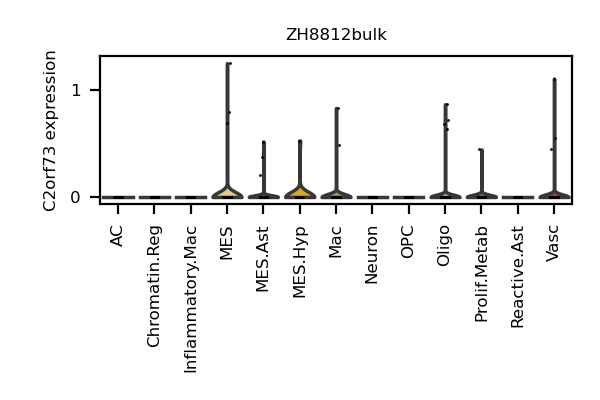 ZH8812bulk
C2orf73 expression
1
0
AC
Chromatin.Reg
Inflammatory.Mac
MES
MES.Ast
MES.Hyp
Mac
Neuron
OPC
Oligo
Prolif.Metab
Reactive.Ast
Vasc